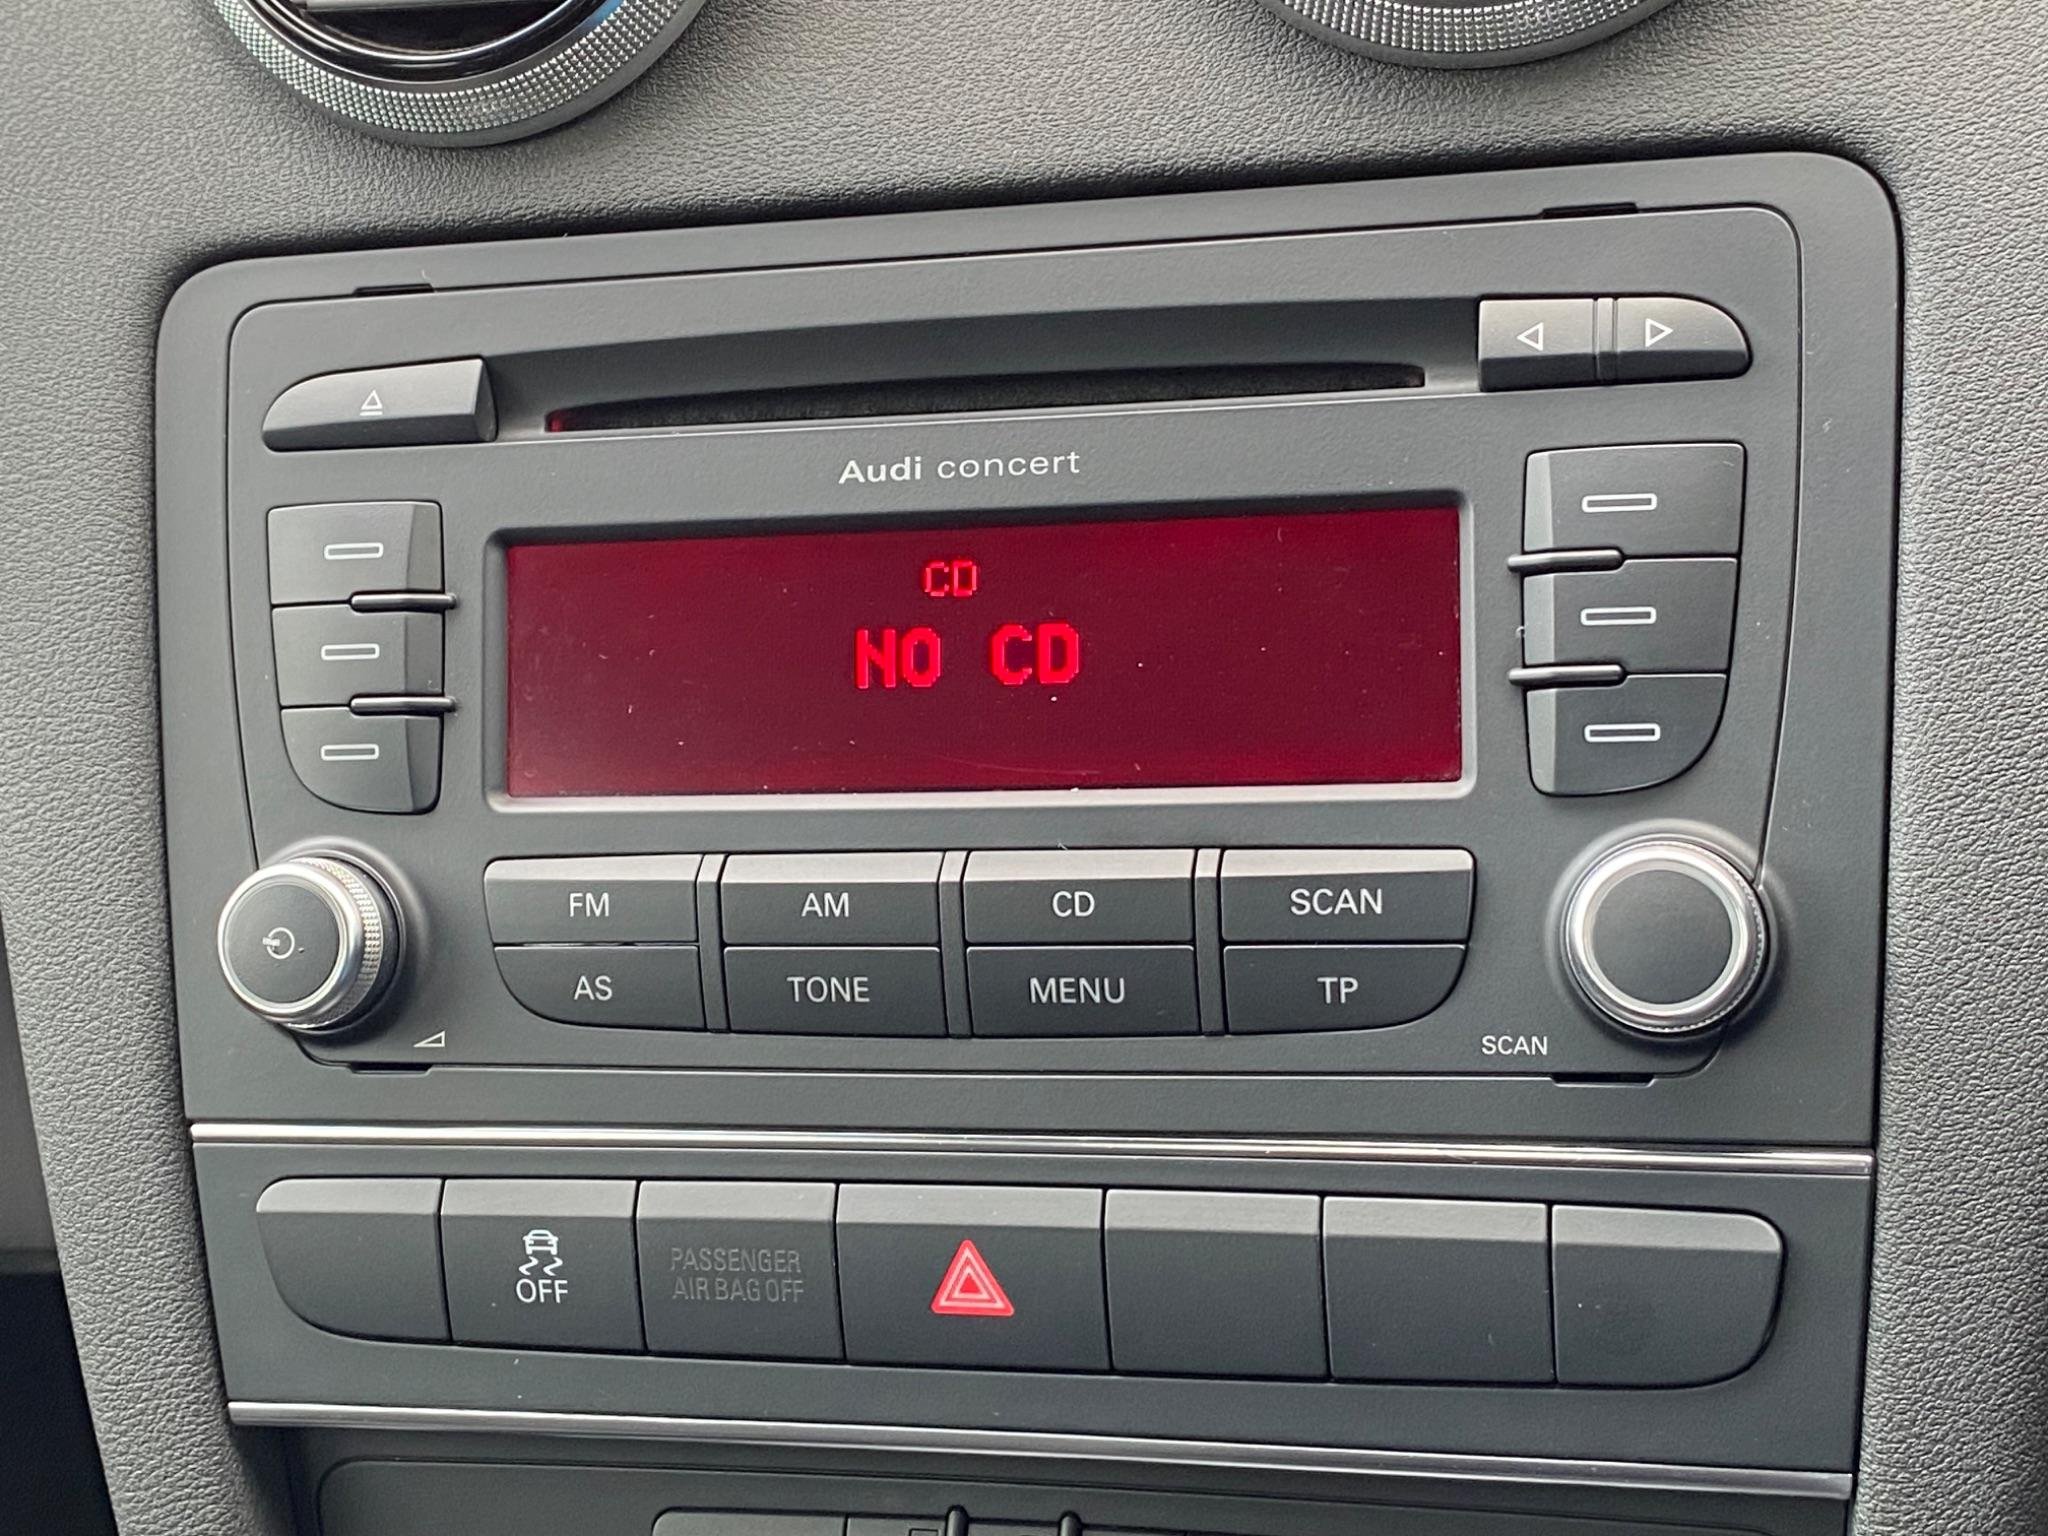 Audi concert
CD
NO CD
FM AM CD SCAN
AS TONE MENU TP
SCAN
OFF
PASSENGER
AIR BAG OFF